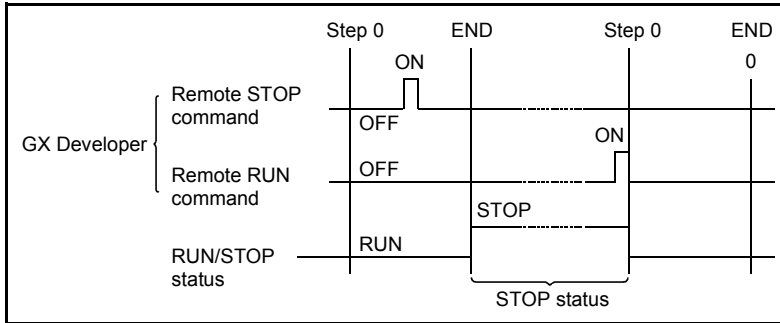 Step 0 END Step 0 END
0
ON
Remote STOP
command
OFF
GX Developer
ON
Remote RUN
command
OFF
STOP
RUN/STOP
status
RUN
STOP status